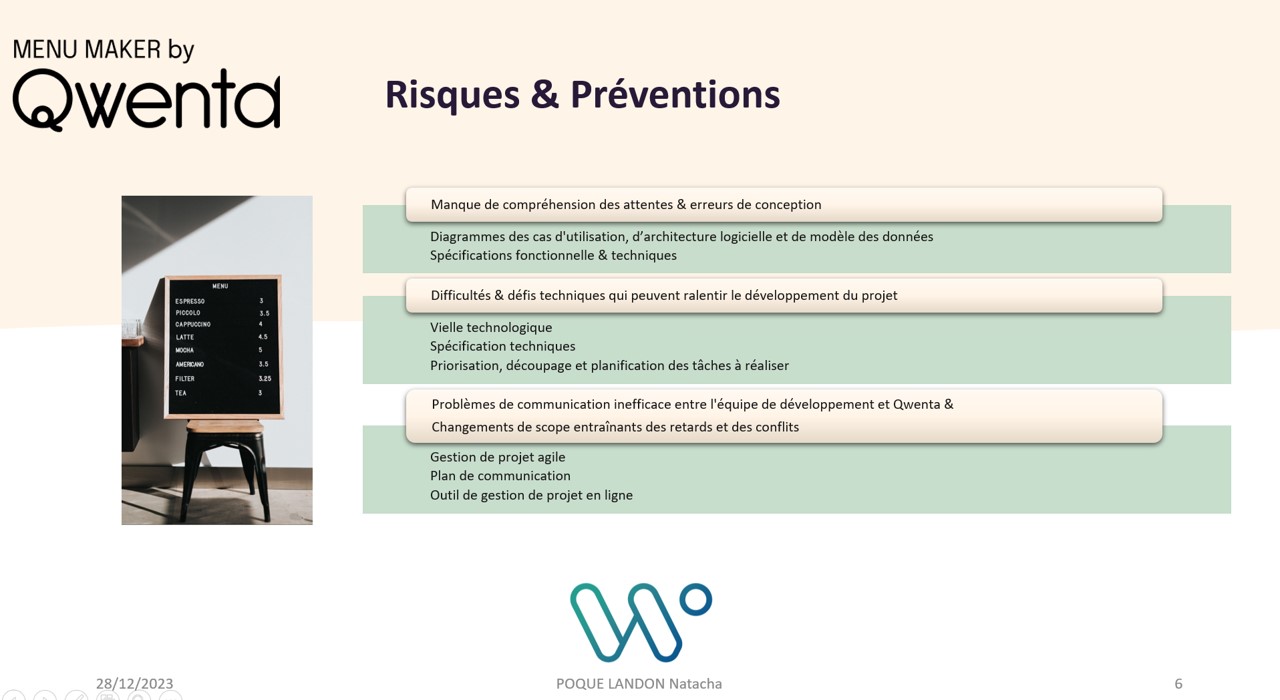 MENU MAKER by
Qwenta
Risques & Préventions
Manque de compréhension des attentes & erreurs de conception
Diagrammes des cas d'utilisation, d’architecture logicielle et de modèle des données
Spécifications fonctionnelle & techniques
Difficultés & défis techniques qui peuvent ralentir le développement du projet
Vielle technologique
Spécification techniques
Priorisation, découpage et planification des tâches à réaliser
Problèmes de communication inefficace entre l'équipe de développement et Qwenta &
Changements de scope entraînants des retards et des conflits
Gestion de projet agile
Plan de communication
Outil de gestion de projet en ligne
MENU
ESPRESSO 3
PICCOLO 3.5
CAPPUCCINO 4
LATTE 4.5
MOCHA 5
AMERICANO 3.5
FILTER 3.25
TEA 3
28/12/2023
POQUE LANDON Natacha
6